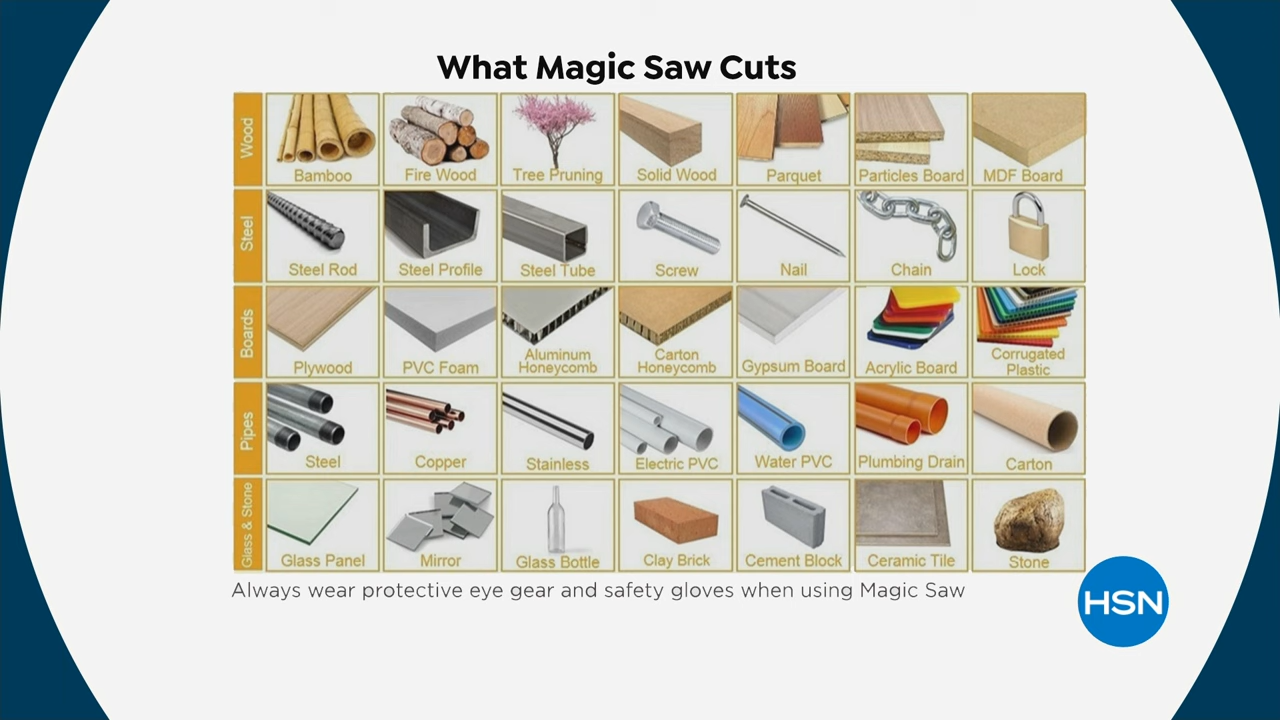 What Magic Saw Cuts
Wood
Bamboo
Fire Wood
Tree Pruning
Solid Wood
Parquet
Particles Board
MDF Board
Steel
Steel Rod
Steel Profile
Steel Tube
Screw
Nail
Chain
Lock
Boards
Plywood
PVC Foam
Aluminum
Honeycomb
Carton
Honeycomb
Gypsum Board
Acrylic Board
Corrugated
Plastic
Pipes
Steel
Copper
Stainless
Electric PVC
Water PVC
Plumbing Drain
Carton
Glass & Stone
Glass Panel
Mirror
Glass Bottle
Clay Brick
Cement Block
Ceramic Tile
Stone
Always wear protective eye gear and safety gloves when using Magic Saw
HSN